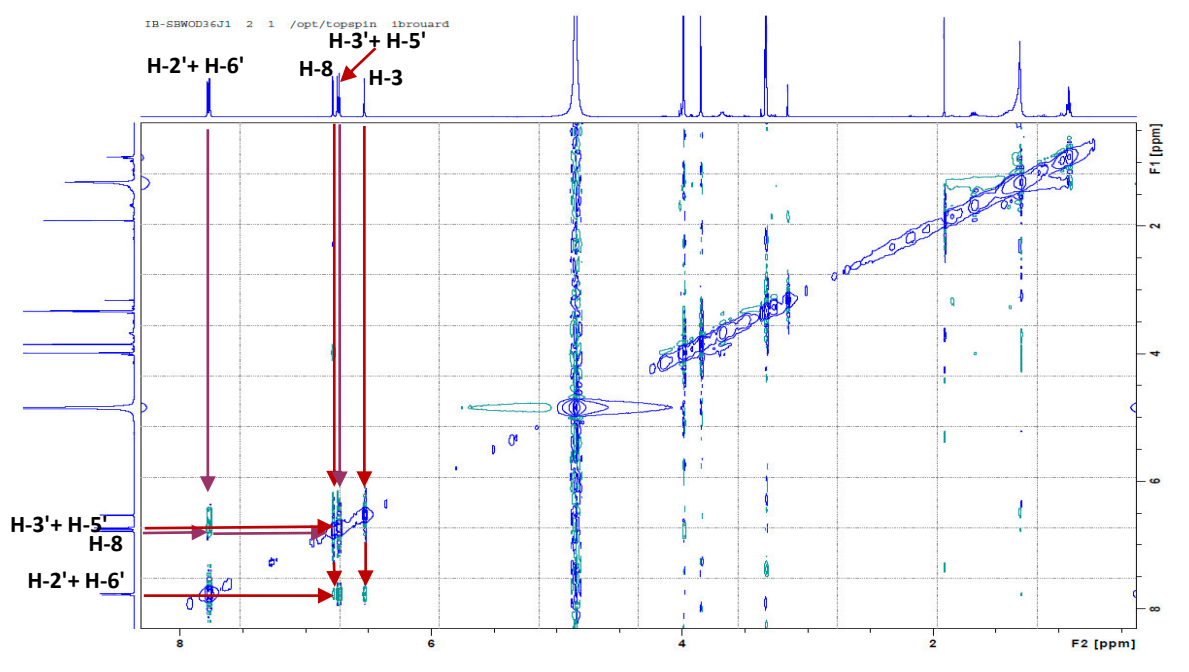 IB-SBWOD36J1 2 1 /opt/topspin ibrouard
H-3'+ H-5'
H-2'+ H-6'
H-8
H-3
F1 [ppm]
2
4
6
8
H-3'+ H-5'
H-8
H-2'+ H-6'
8
6
4
2
F2 [ppm]